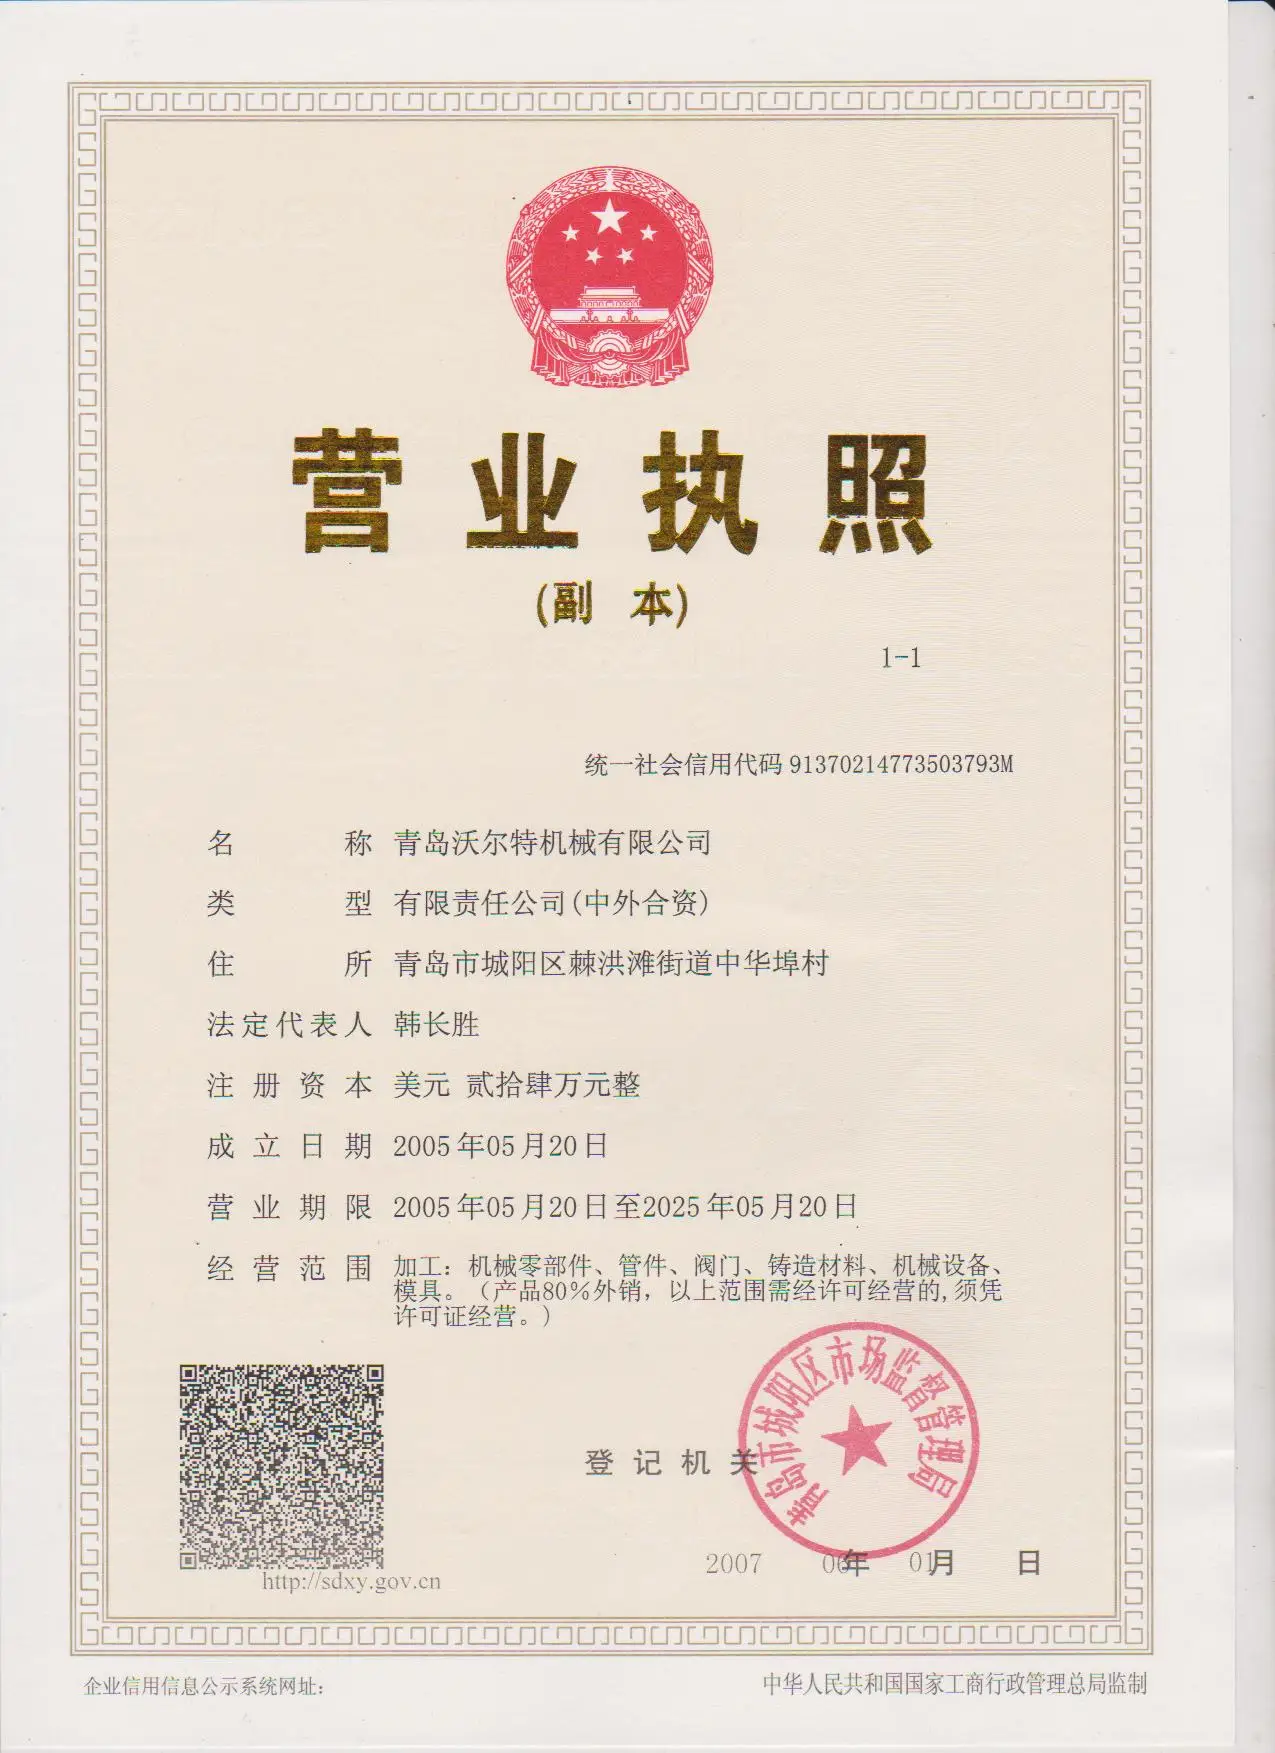 营业执照
(副 本)
1-1
统一社会信用代码 91370214773503793M
名 称 青岛沃尔特机械有限公司
类 型 有限责任公司(中外合资)
住 所 青岛市城阳区棘洪滩街道中华埠村
法定代表人 韩长胜
注册资本 美元 贰拾肆万元整
成立日期 2005年05月20日
营业期限 2005年05月20日至2025年05月20日
经营范围 加工：机械零部件、管件、阀门、铸造材料、机械设备、
模具。（产品80%外销，以上范围需经许可经营的,须凭
许可证经营。)
青岛市城阳区市场监督管理局
登记机关
2007 06年 01月 日
http://sdxy.gov.cn
企业信用信息公示系统网址：
中华人民共和国国家工商行政管理总局监制